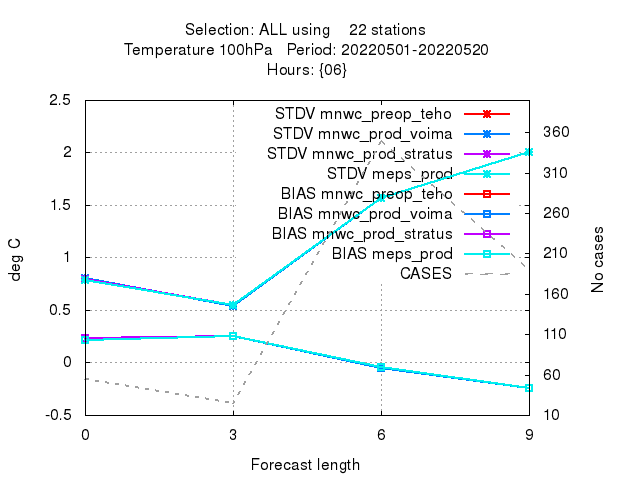 Selection: ALL using    22 stations
Temperature 100hPa   Period: 20220501-20220520
Hours: {06}
2.5
2
1.5
1
0.5
0
-0.5
deg C
STDV mnwc_preop_teho
STDV mnwc_prod_voima
STDV mnwc_prod_stratus
STDV meps_prod
BIAS mnwc_preop_teho
BIAS mnwc_prod_voima
BIAS mnwc_prod_stratus
BIAS meps_prod
CASES
360
310
260
210
160
110
60
10
No cases
0 3 6 9
Forecast length